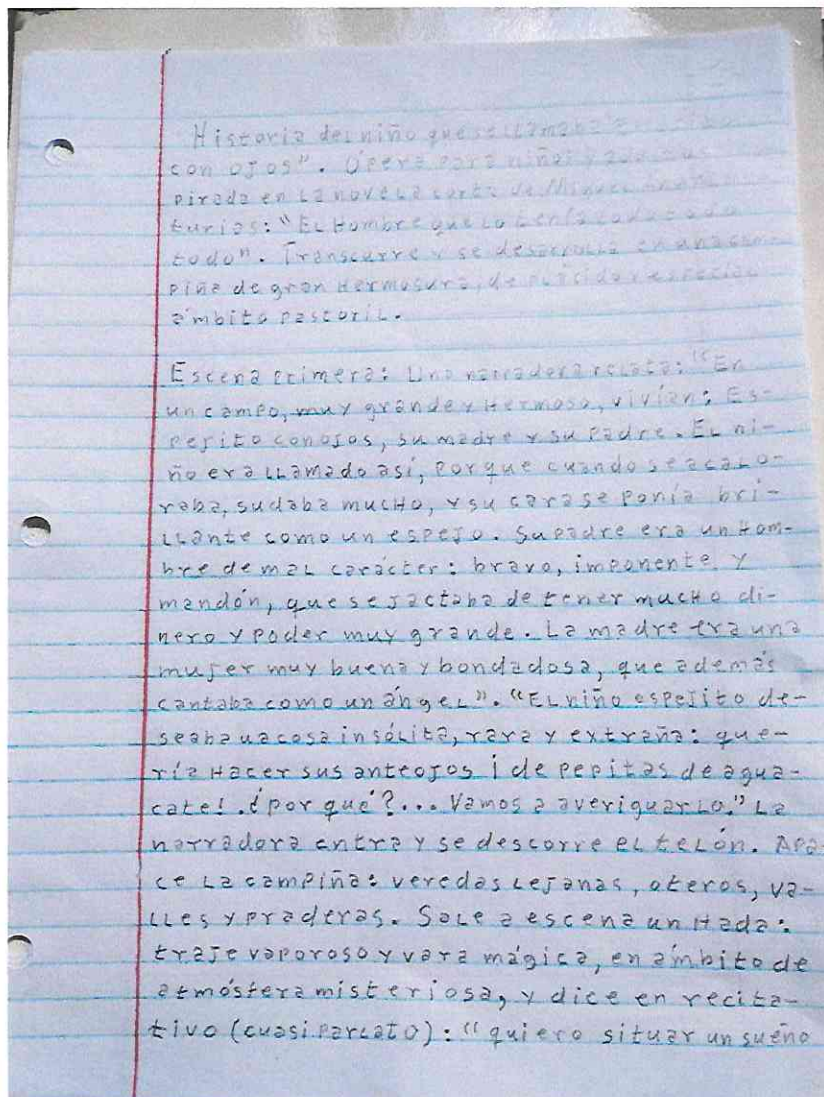 Historia del niño que se llamaba
con ojos". Ópera para niños y
pirada en la novela corta de Miguel
turias: "El Hombre que lo tenía todo todo
todo". Transcurre y se desarrolla en una cam-
piña de gran Hermosura, de plácido y especial
ámbito pastoril.
Escena primera: Una narradora relata: "En
un campo, muy grande y Hermoso, vivían: Es-
pejito con ojos, su madre y su padre. El ni-
ño era llamado así, porque cuando se acalo-
raba, sudaba mucho, y su cara se ponía bri-
llante como un espejo. Su padre era un Hom-
bre de mal carácter: bravo, imponente y
mandón, que se jactaba de tener mucho di-
nero y poder muy grande. La madre era una
mujer muy buena y bondadosa, que además
cantaba como un ángel". "El niño espejito de-
seaba ua cosa insólita, rara y extraña: que-
ría Hacer sus anteojos ¡de pepitas de agua-
cate!. ¿por qué?... Vamos a averiguarlo." La
narradora entra y se descorre el telón. Apa-
ce la campiña: veredas lejanas, oteros, va-
lles y praderas. Sale a escena un Hada:
traje vaporoso y vara mágica, en ámbito de
atmósfera misteriosa, y dice en recita-
tivo (cuasi parlato): "quiero situar un sueño